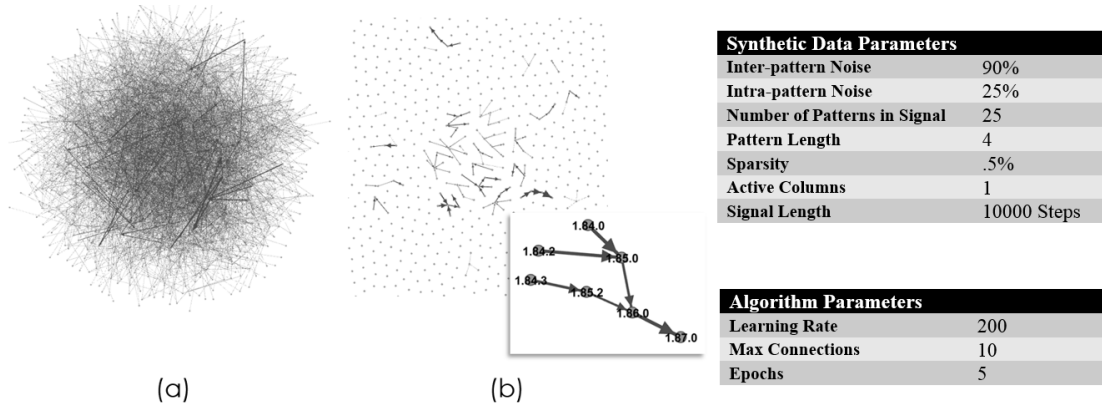 1.84.0
1.84.2
1.85.0
1.84.3
1.85.2
1.86.0
1.87.0
(a)
(b)
Synthetic Data Parameters
Inter-pattern Noise 90%
Intra-pattern Noise 25%
Number of Patterns in Signal 25
Pattern Length 4
Sparsity .5%
Active Columns 1
Signal Length 10000 Steps
Algorithm Parameters
Learning Rate 200
Max Connections 10
Epochs 5